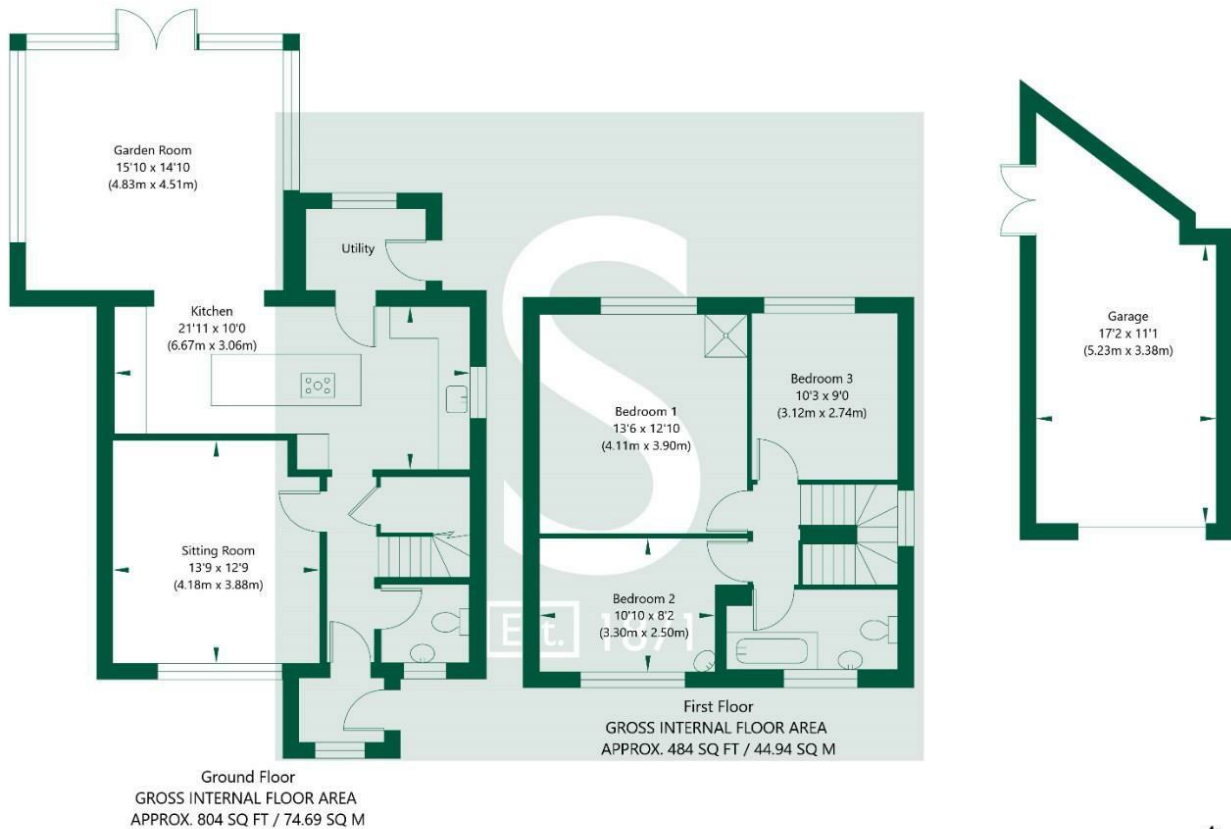 Garden Room
15'10 x 14'10
(4.83m x 4.51m)
Utility
Kitchen
21'11 x 10'0
(6.67m x 3.06m)
Sitting Room
13'9 x 12'9
(4.18m x 3.88m)
Ground Floor
GROSS INTERNAL FLOOR AREA
APPROX. 804 SQ FT / 74.69 SQ M
Bedroom 1
13'6 x 12'10
(4.11m x 3.90m)
Bedroom 3
10'3 x 9'0
(3.12m x 2.74m)
Bedroom 2
10'10 x 8'2
(3.30m x 2.50m)
S
Est. 1871
First Floor
GROSS INTERNAL FLOOR AREA
APPROX. 484 SQ FT / 44.94 SQ M
Garage
17'2 x 11'1
(5.23m x 3.38m)